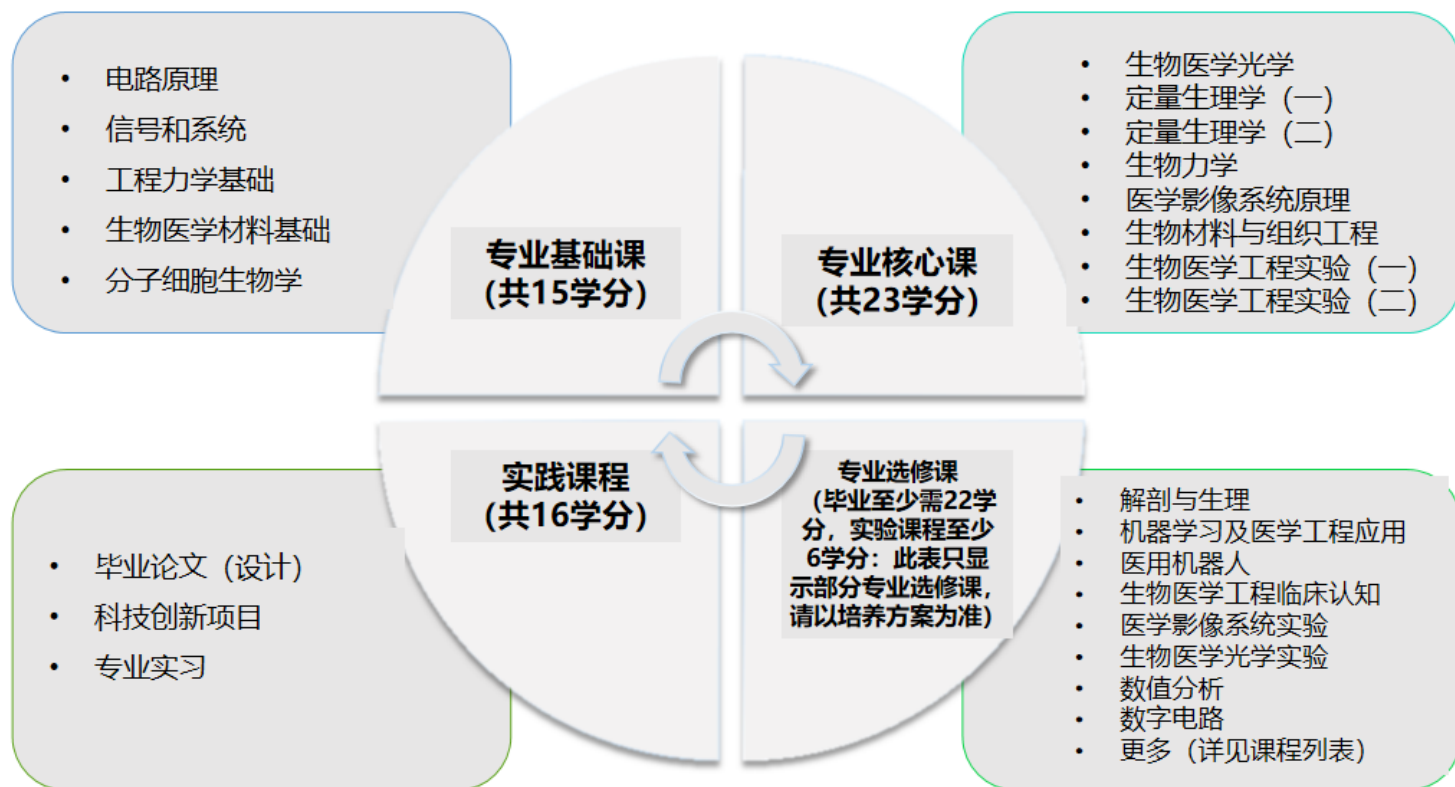 • 电路原理
• 信号和系统
• 工程力学基础
• 生物医学材料基础
• 分子细胞生物学
专业基础课
(共15学分)
专业核心课
(共23学分)
• 生物医学光学
• 定量生理学 (一)
• 定量生理学 (二)
• 生物力学
• 医学影像系统原理
• 生物材料与组织工程
• 生物医学工程实验 (一)
• 生物医学工程实验 (二)
• 毕业论文 (设计)
• 科技创新项目
• 专业实习
实践课程
(共16学分)
专业选修课
(毕业至少需22学
分，实验课程至少
6学分：此表只显
示部分专业选修课，
请以培养方案为准)
• 解剖与生理
• 机器学习及医学工程应用
• 医用机器人
• 生物医学工程临床认知
• 医学影像系统实验
• 生物医学光学实验
• 数值分析
• 数字电路
• 更多 (详见课程列表)